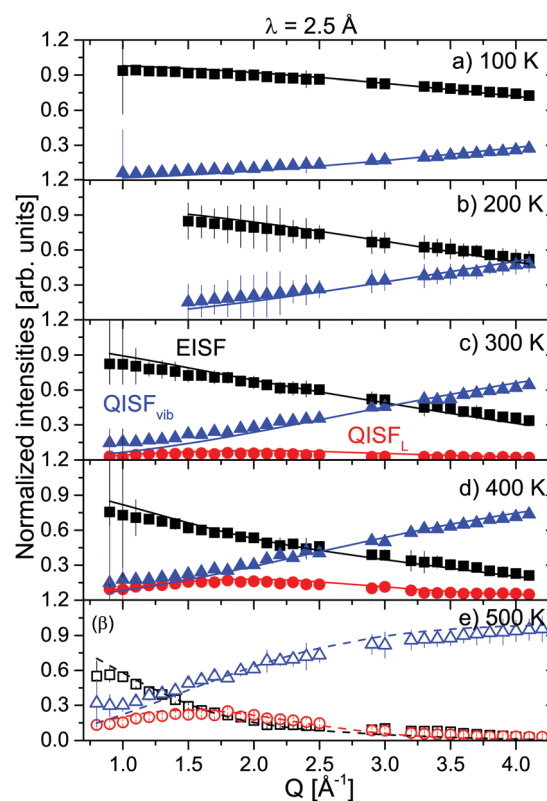 λ = 2.5 Å
a) 100 K
0.9
0.6
0.3
1.2
b) 200 K
0.9
0.6
0.3
1.2
c) 300 K
EISF
0.9
0.6
QISFvib
QISFL
0.3
1.2
d) 400 K
0.9
0.6
0.3
1.2
(β)
e) 500 K
0.9
0.6
0.3
0.0
1.0 1.5 2.0 2.5 3.0 3.5 4.0
Q [Å-1]
Normalized intensities [arb. units]